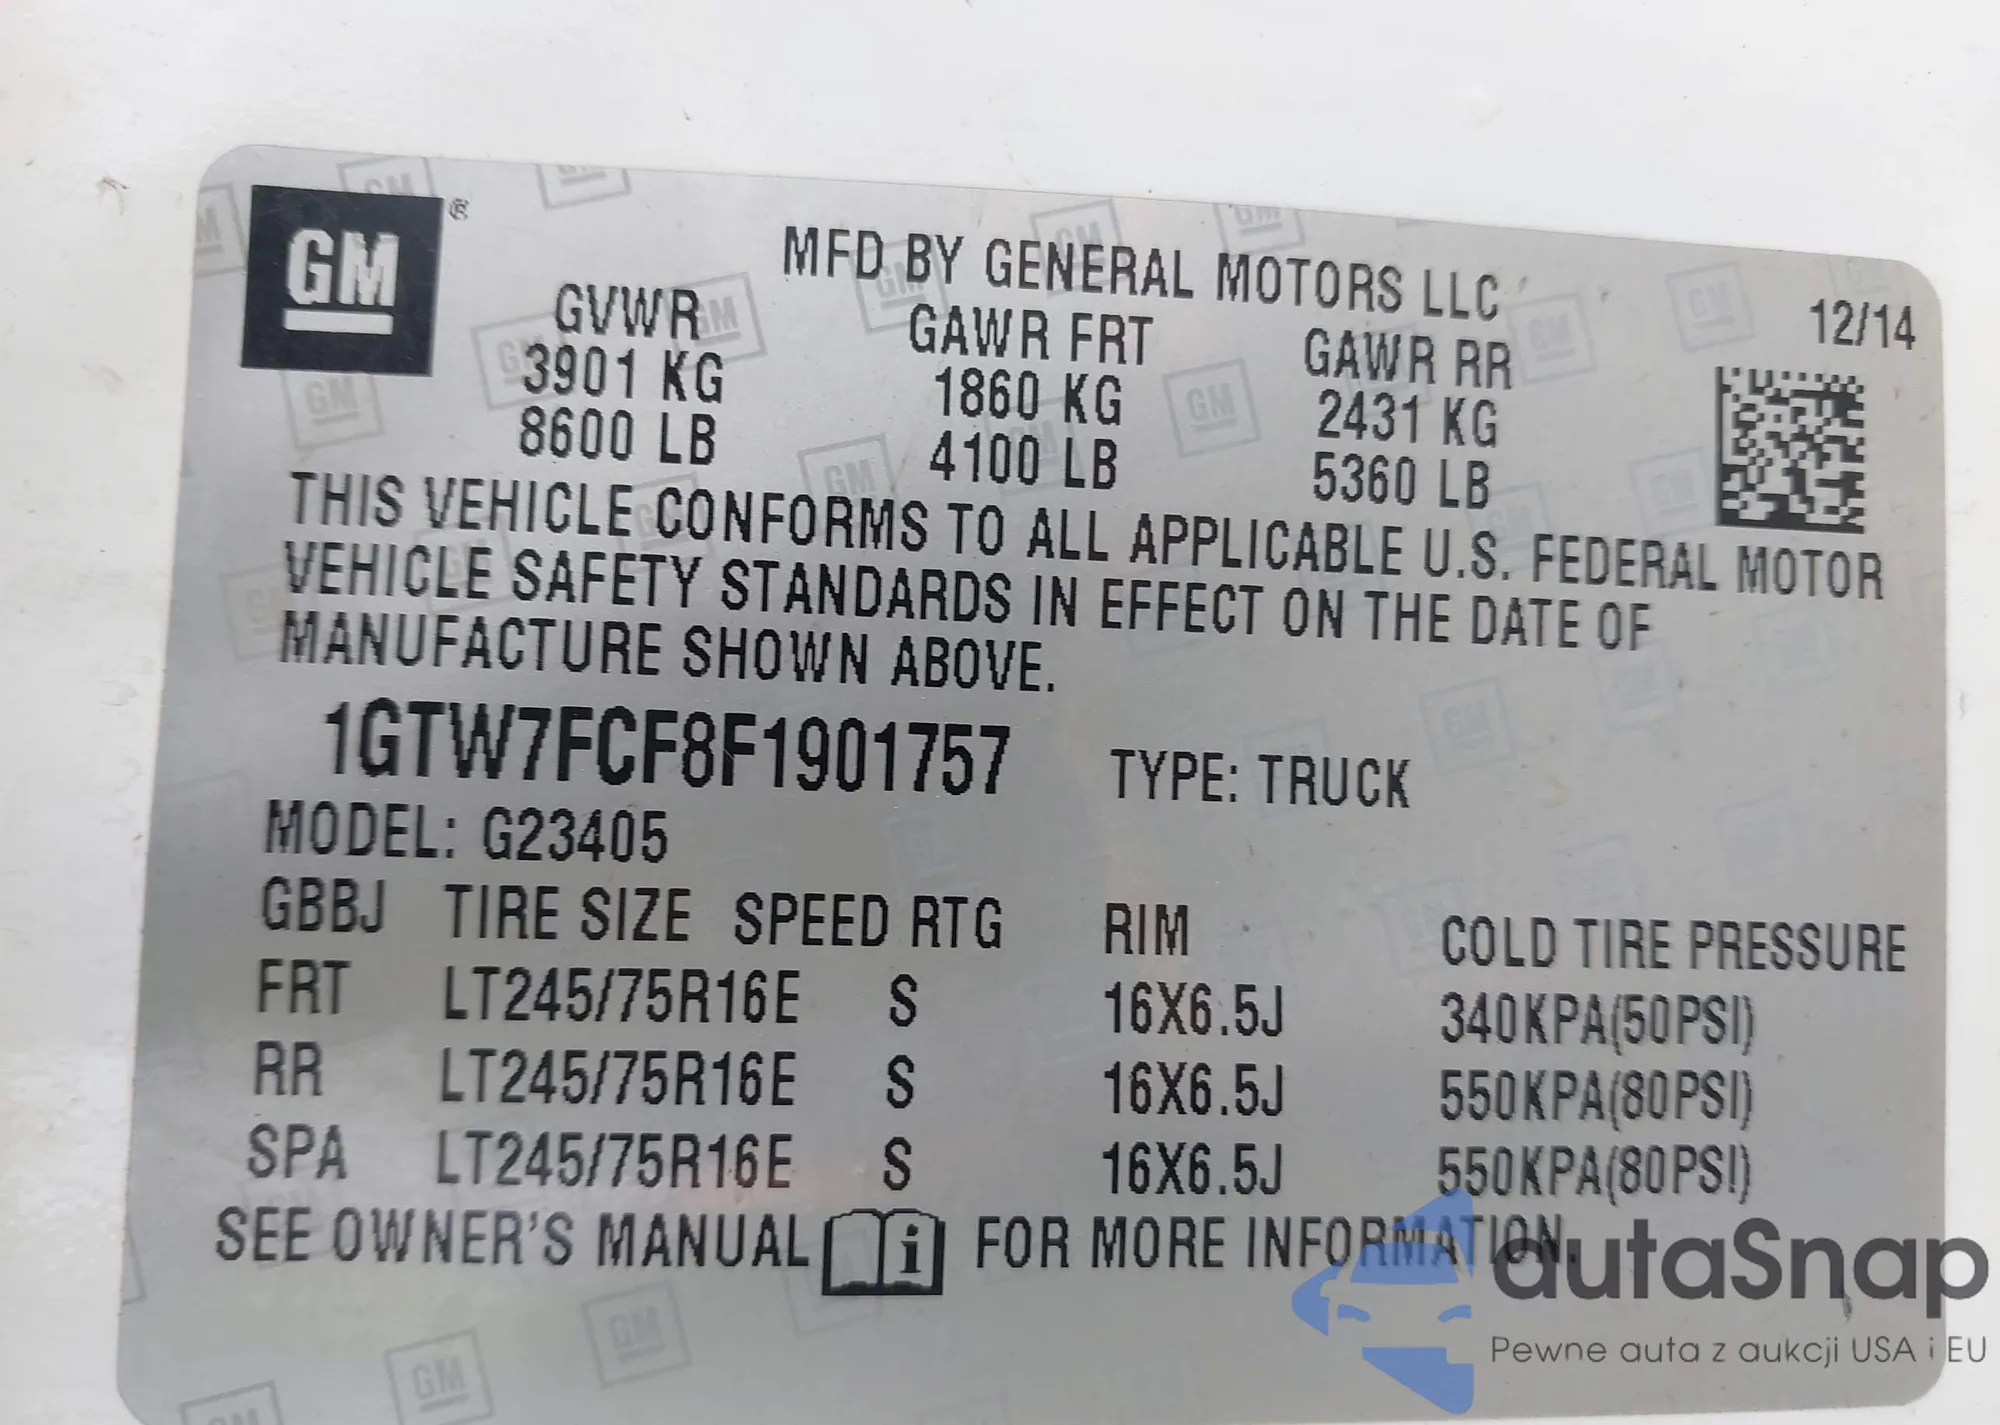 GM ®
MFD BY GENERAL MOTORS LLC
12/14
GVWR GAWR FRT GAWR RR
3901 KG 1860 KG 2431 KG
8600 LB 4100 LB 5360 LB
THIS VEHICLE CONFORMS TO ALL APPLICABLE U.S. FEDERAL MOTOR
VEHICLE SAFETY STANDARDS IN EFFECT ON THE DATE OF
MANUFACTURE SHOWN ABOVE.
1GTW7FCF8F1901757 TYPE: TRUCK
MODEL: G23405
GBBJ TIRE SIZE SPEED RTG RIM COLD TIRE PRESSURE
FRT LT245/75R16E S 16X6.5J 340KPA(50PSI)
RR LT245/75R16E S 16X6.5J 550KPA(80PSI)
SPA LT245/75R16E S 16X6.5J 550KPA(80PSI)
SEE OWNER'S MANUAL i FOR MORE INFORMATION.
autaSnap
Pewne auta z aukcji USA i EU